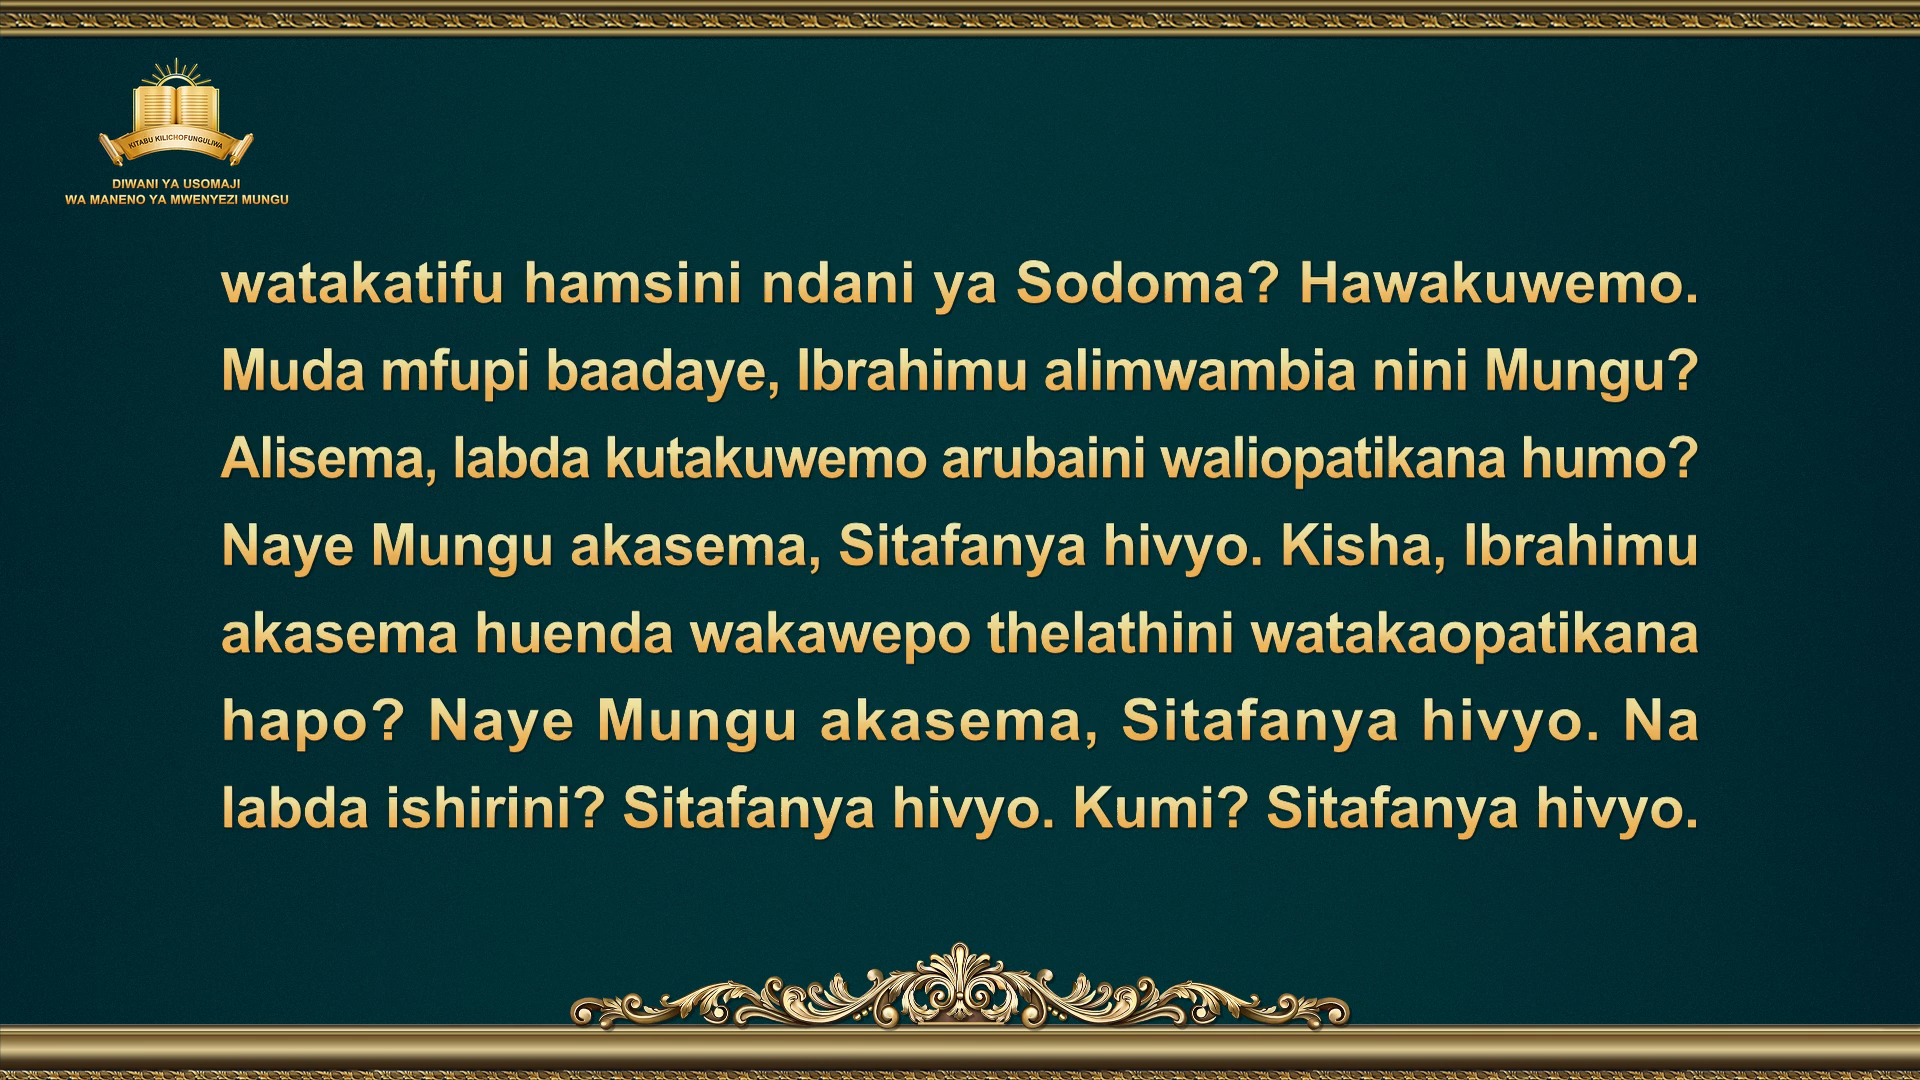 KITABU KILICHOFUNGULIWA
DIWANI YA USOMAJI
WA MANENO YA MWENYEZI MUNGU
watakatifu hamsini ndani ya Sodoma? Hawakuwemo.
Muda mfupi baadaye, Ibrahimu alimwambia nini Mungu?
Alisema, labda kutakuwemo arubaini waliopatikana humo?
Naye Mungu akasema, Sitafanya hivyo. Kisha, Ibrahimu
akasema huenda wakawepo thelathini watakaopatikana
hapo? Naye Mungu akasema, Sitafanya hivyo. Na
labda ishirini? Sitafanya hivyo. Kumi? Sitafanya hivyo.